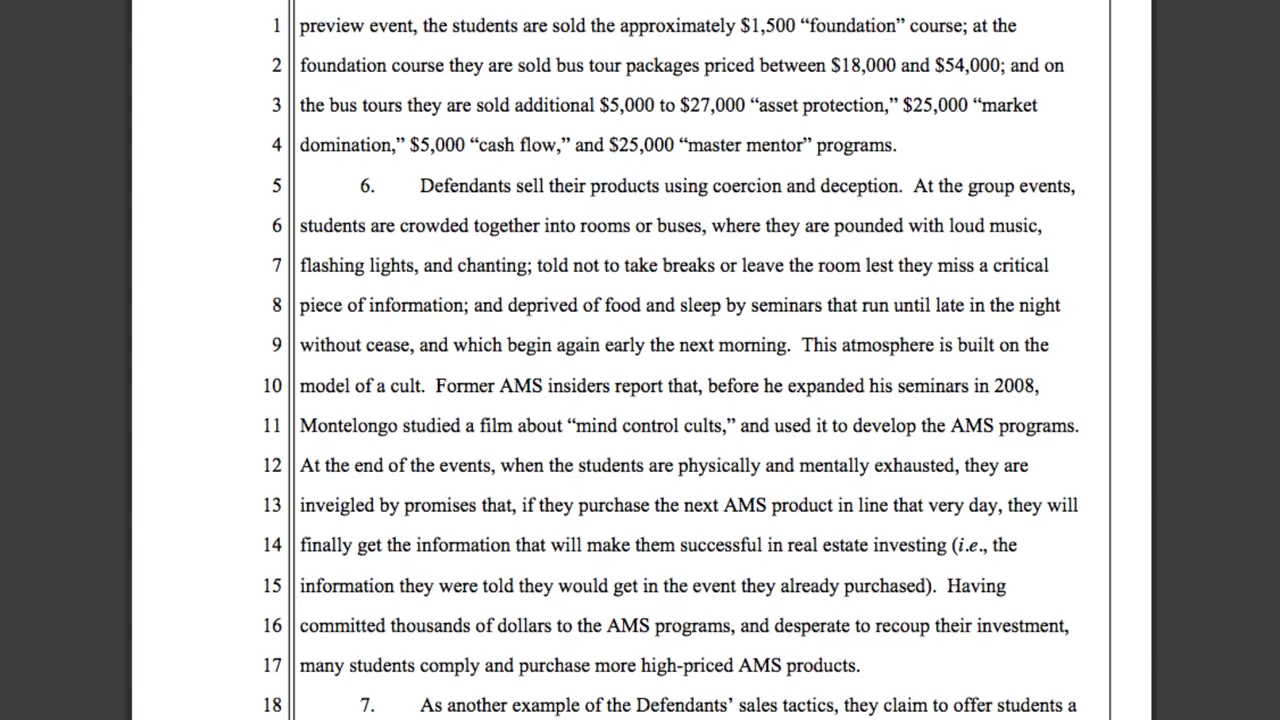 1 preview event, the students are sold the approximately $1,500 “foundation” course; at the
2 foundation course they are sold bus tour packages priced between $18,000 and $54,000; and on
3 the bus tours they are sold additional $5,000 to $27,000 “asset protection,” $25,000 “market
4 domination,” $5,000 “cash flow,” and $25,000 “master mentor” programs.
5 6. Defendants sell their products using coercion and deception. At the group events,
6 students are crowded together into rooms or buses, where they are pounded with loud music,
7 flashing lights, and chanting; told not to take breaks or leave the room lest they miss a critical
8 piece of information; and deprived of food and sleep by seminars that run until late in the night
9 without cease, and which begin again early the next morning. This atmosphere is built on the
10 model of a cult. Former AMS insiders report that, before he expanded his seminars in 2008,
11 Montelongo studied a film about “mind control cults,” and used it to develop the AMS programs.
12 At the end of the events, when the students are physically and mentally exhausted, they are
13 inveigled by promises that, if they purchase the next AMS product in line that very day, they will
14 finally get the information that will make them successful in real estate investing (i.e., the
15 information they were told they would get in the event they already purchased). Having
16 committed thousands of dollars to the AMS programs, and desperate to recoup their investment,
17 many students comply and purchase more high-priced AMS products.
18 7. As another example of the Defendants’ sales tactics, they claim to offer students a